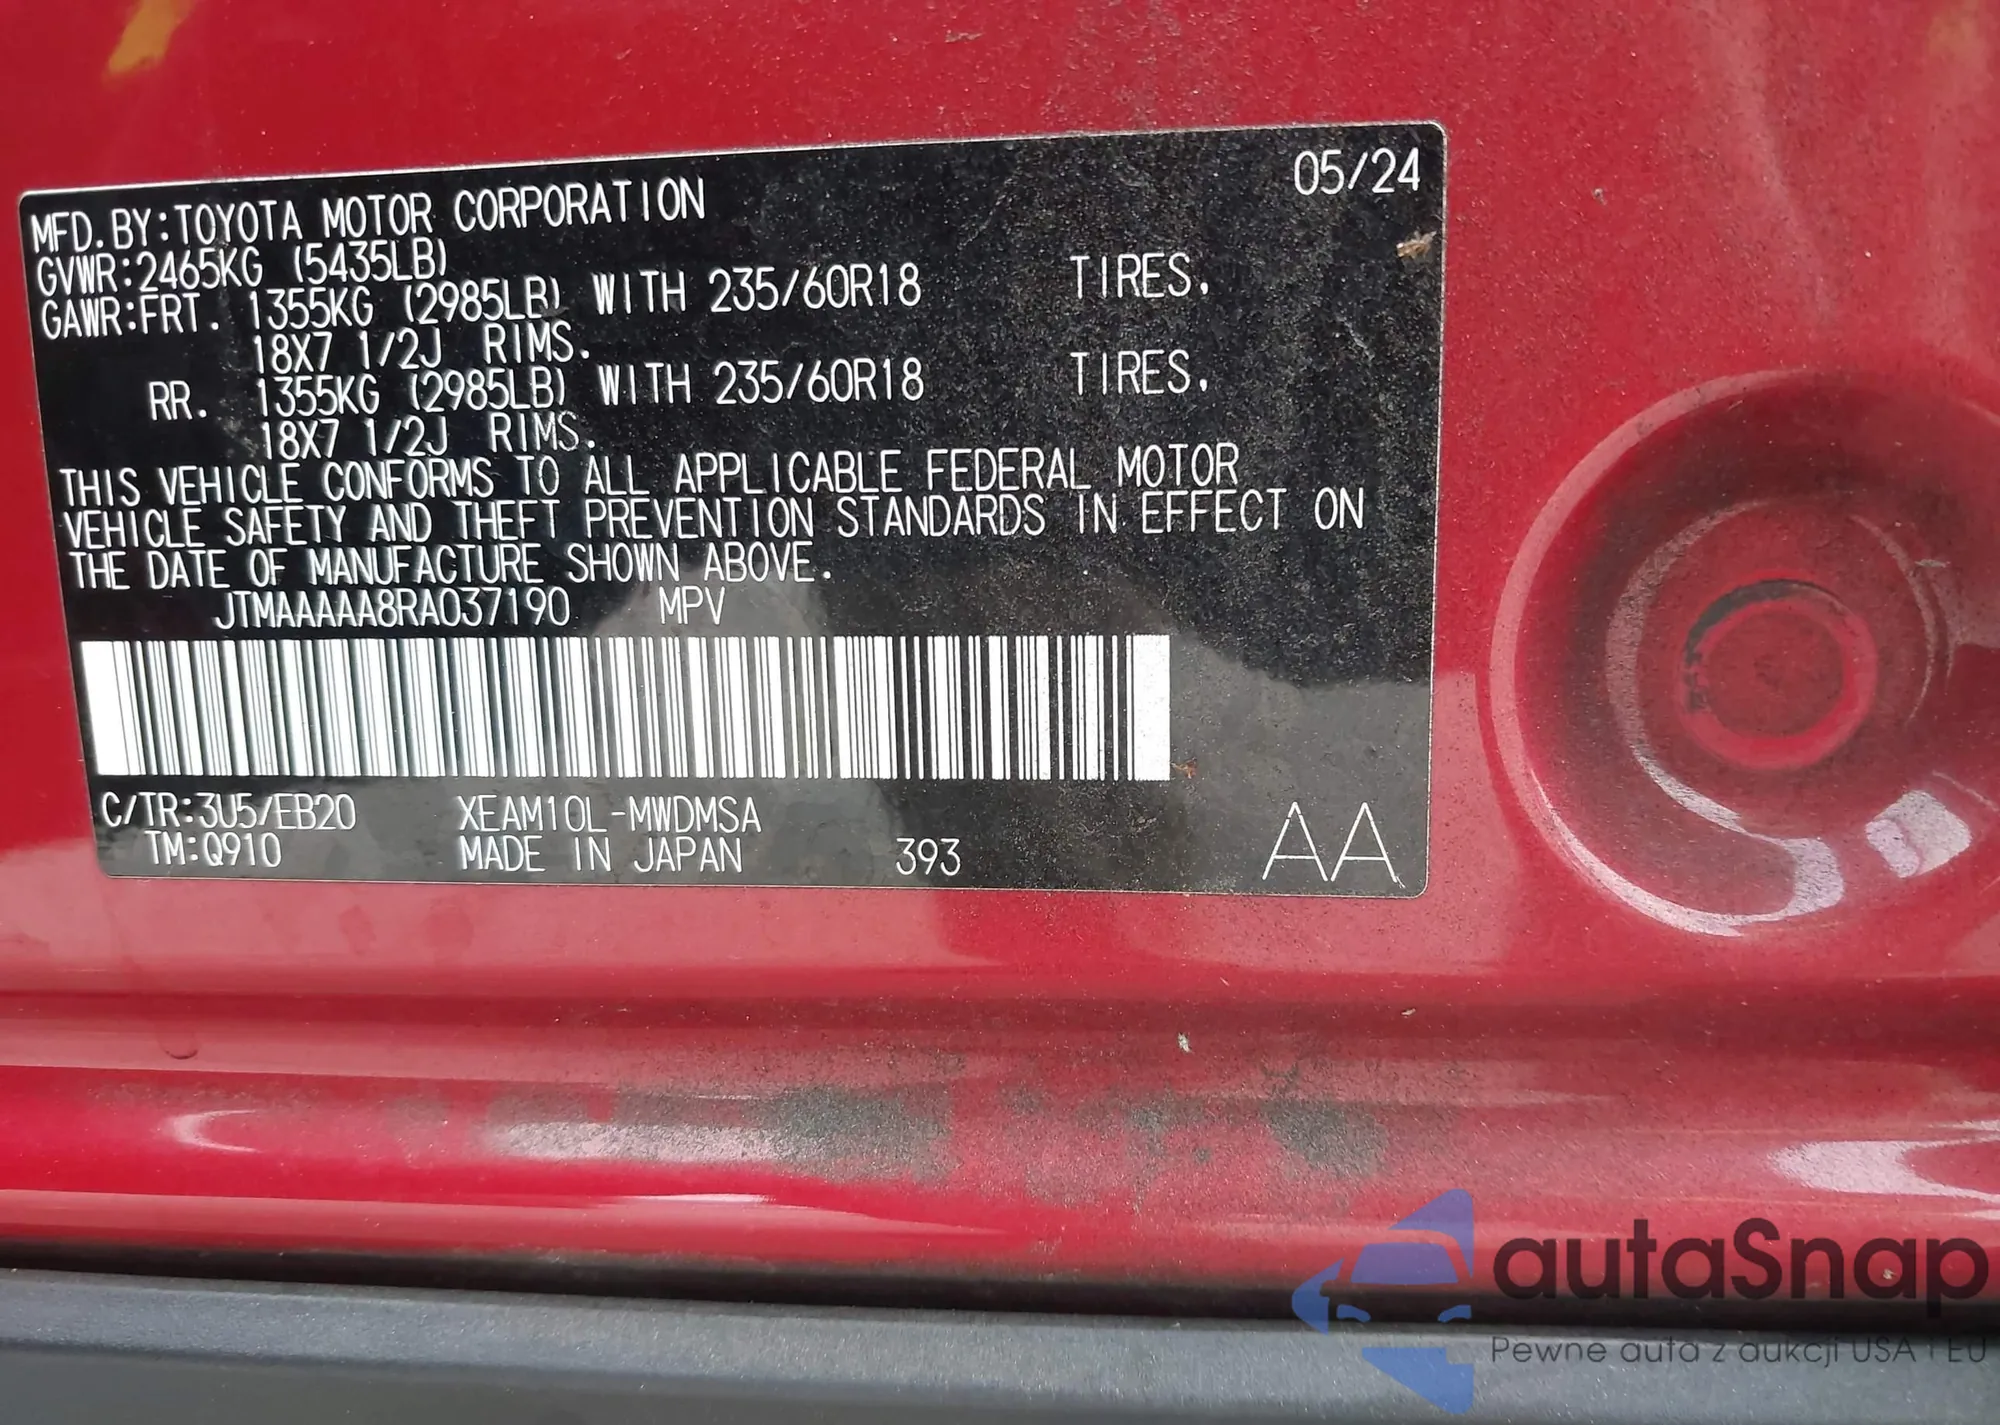 05/24
MFD.BY:TOYOTA MOTOR CORPORATION
GVWR:2465KG (5435LB)
GAWR:FRT. 1355KG (2985LB) WITH 235/60R18 TIRES.
18X7 1/2J RIMS.
RR. 1355KG (2985LB) WITH 235/60R18 TIRES.
18X7 1/2J RIMS.
THIS VEHICLE CONFORMS TO ALL APPLICABLE FEDERAL MOTOR
VEHICLE SAFETY AND THEFT PREVENTION STANDARDS IN EFFECT ON
THE DATE OF MANUFACTURE SHOWN ABOVE.
JTMAAAAA8RA037190 MPV
C/TR:3U5/EB20 XEAM10L-MWDMSA
TM:Q910 MADE IN JAPAN 393 AA
autaSnap
Pewne auta z aukcji USA i EU